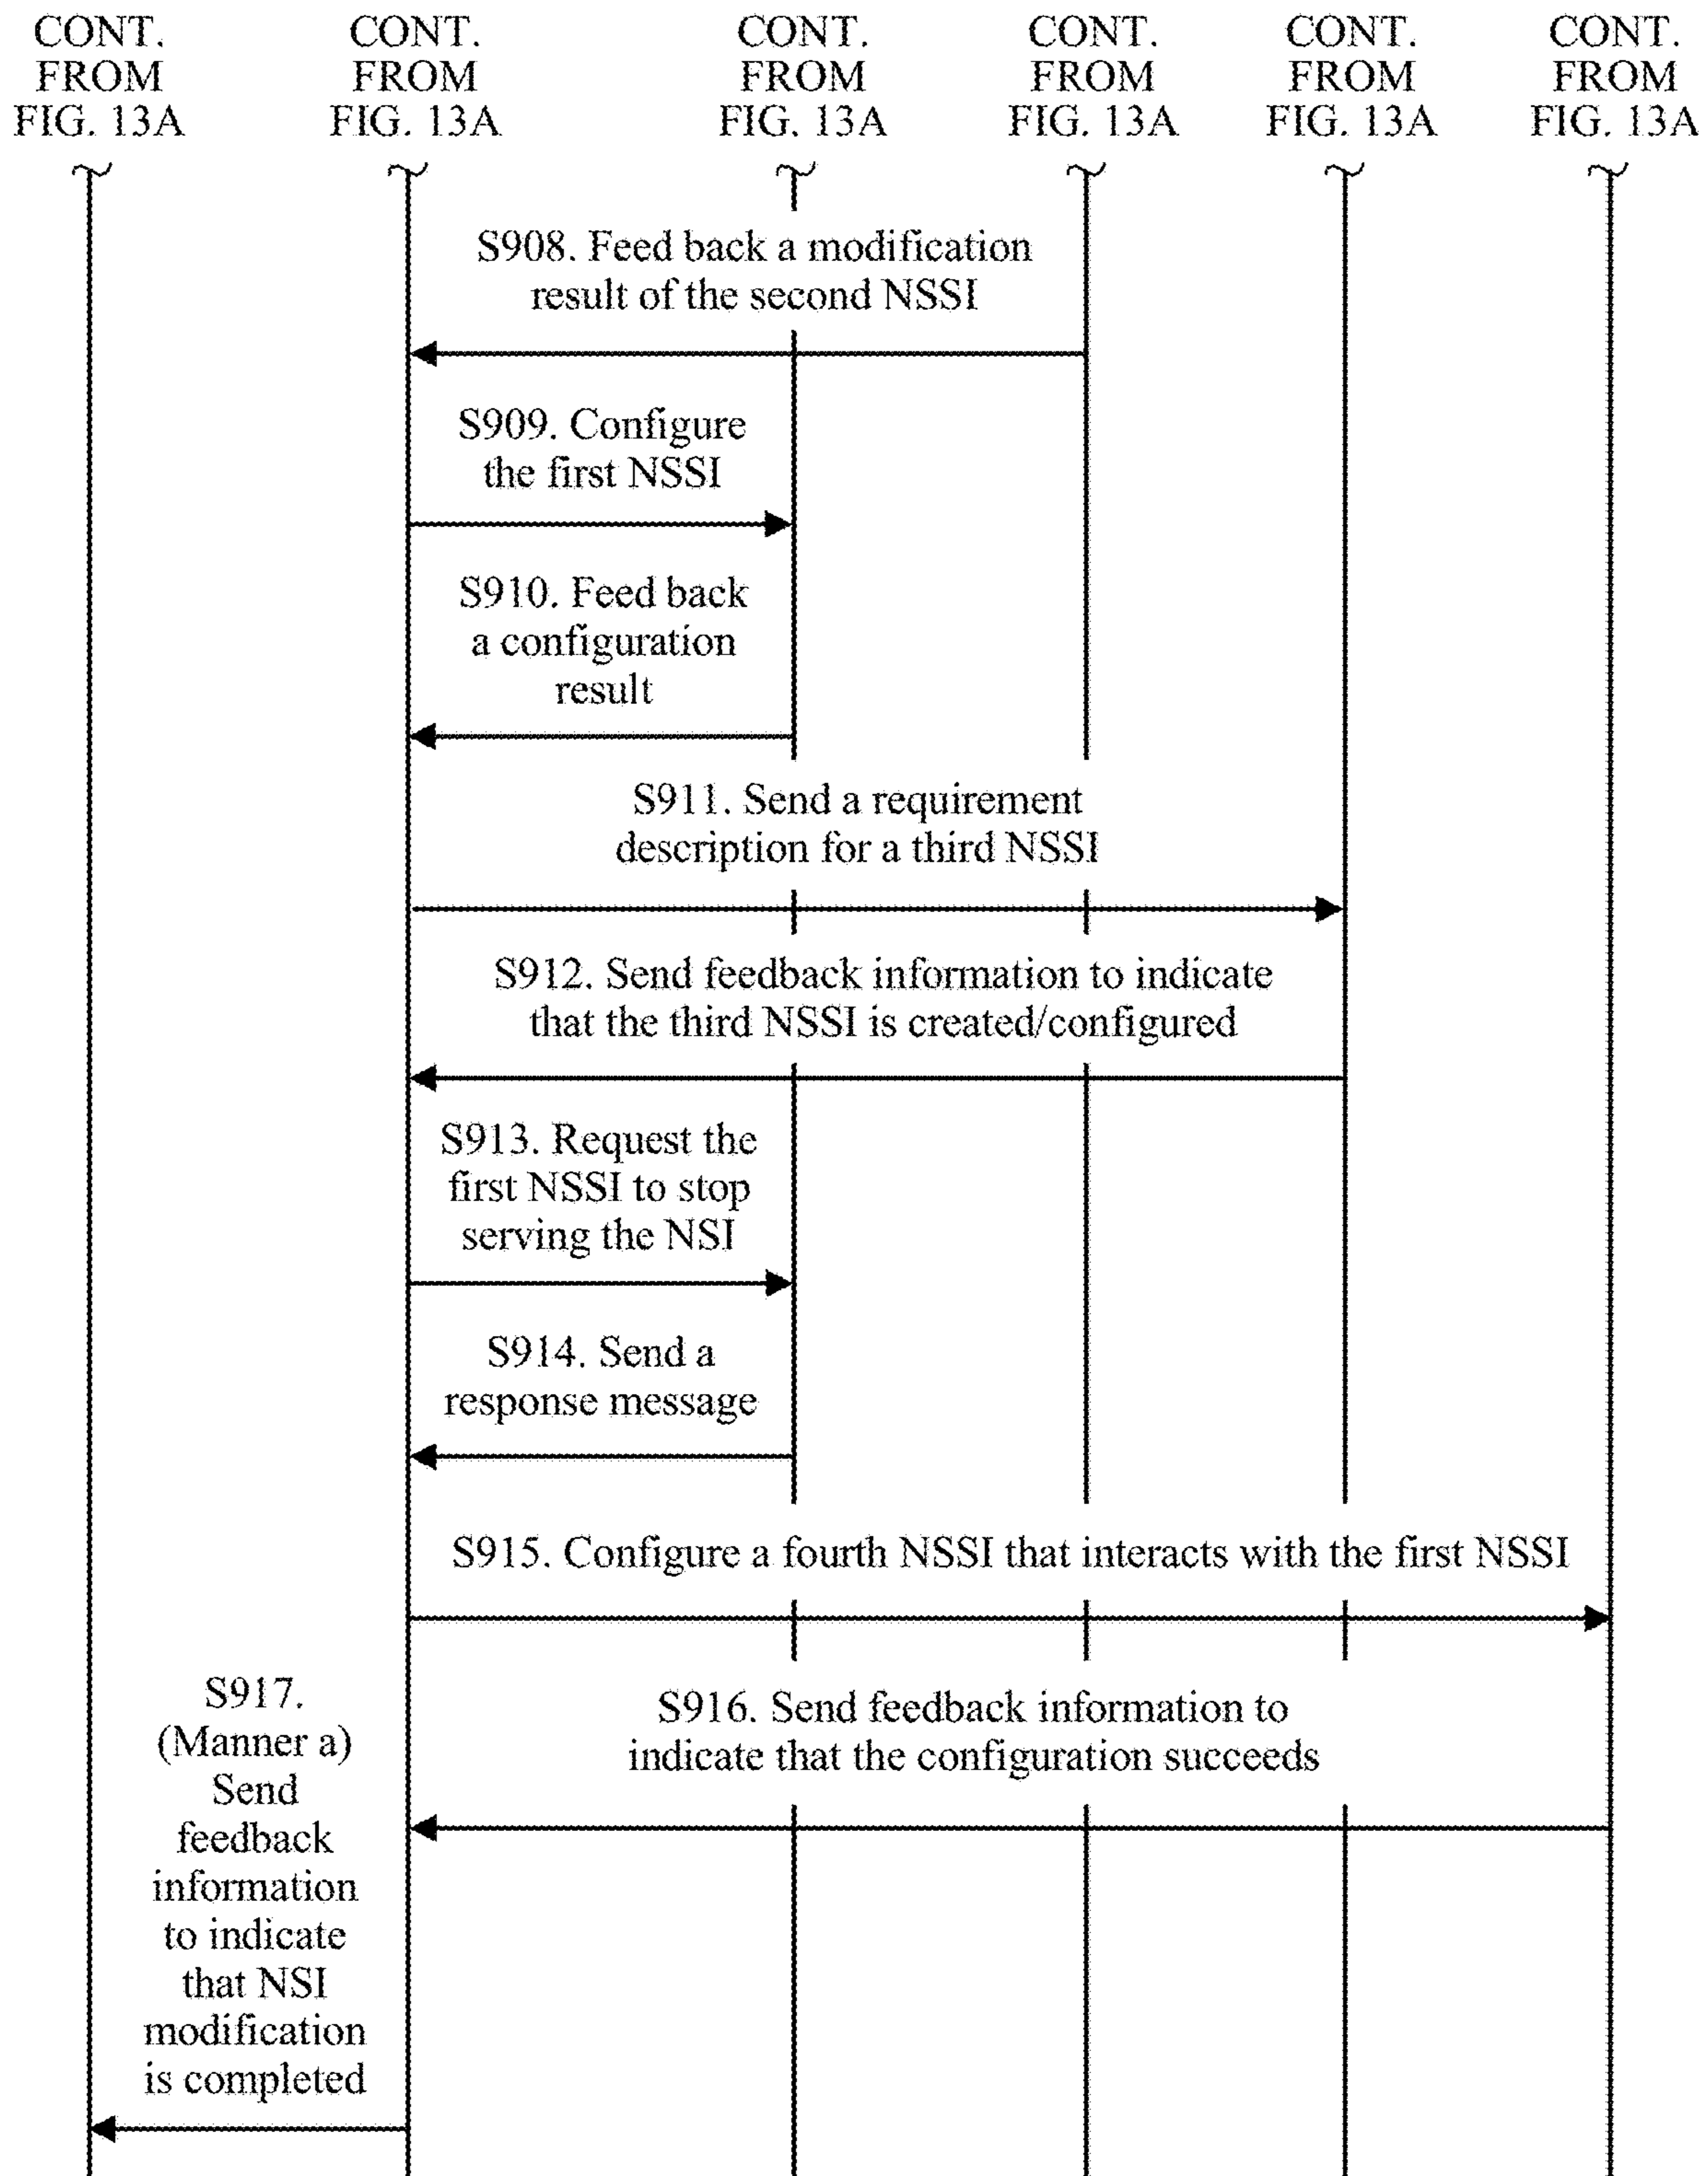 CONT. FROM FIG. 13A
CONT. FROM FIG. 13A
CONT. FROM FIG. 13A
CONT. FROM FIG. 13A
CONT. FROM FIG. 13A
CONT. FROM FIG. 13A
S908. Feed back a modification
result of the second NSSI
S909. Configure
the first NSSI
S910. Feed back
a configuration
result
S911. Send a requirement
description for a third NSSI
S912. Send feedback information to indicate
that the third NSSI is created/configured
S913. Request the
first NSSI to stop
serving the NSI
S914. Send a
response message
S915. Configure a fourth NSSI that interacts with the first NSSI
S916. Send feedback information to
indicate that the configuration succeeds
S917.
(Manner a)
Send
feedback
information
to indicate
that NSI
modification
is completed